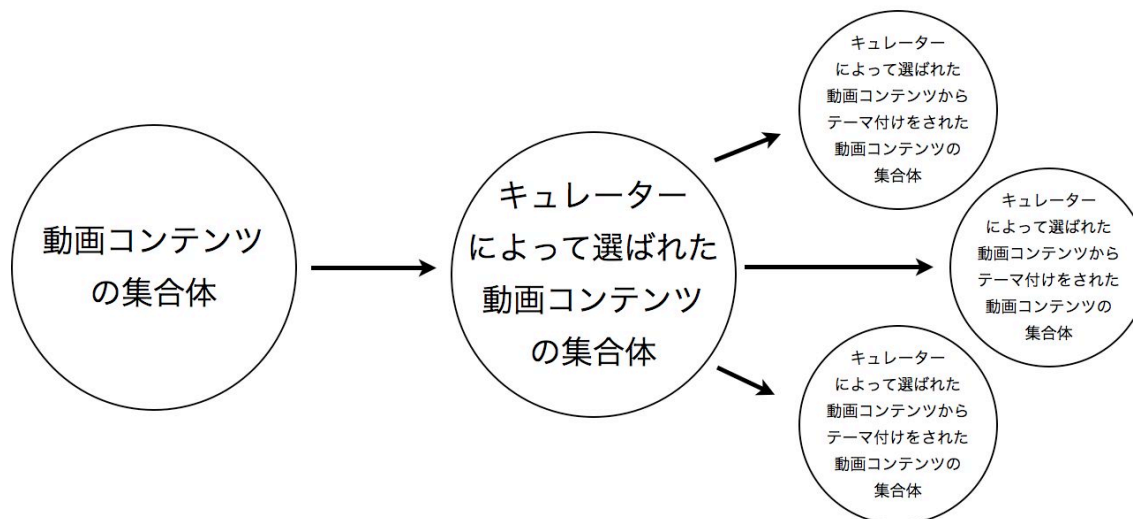 動画コンテンツ
の集合体
キュレーター
によって選ばれた
動画コンテンツ
の集合体
キュレーター
によって選ばれた
動画コンテンツから
テーマ付けをされた
動画コンテンツの
集合体
キュレーター
によって選ばれた
動画コンテンツから
テーマ付けをされた
動画コンテンツの
集合体
キュレーター
によって選ばれた
動画コンテンツから
テーマ付けをされた
動画コンテンツの
集合体